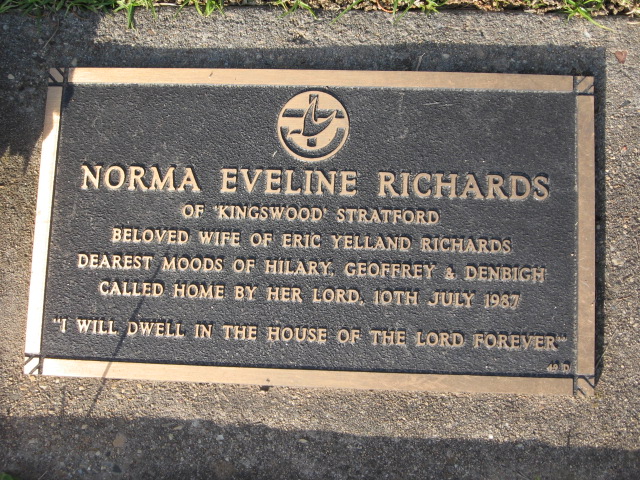 NORMA EVELINE RICHARDS
OF 'KINGSWOOD' STRATFORD
BELOVED WIFE OF ERIC YELLAND RICHARDS
DEAREST MOODS OF HILARY, GEOFFREY & DENBIGH
CALLED HOME BY HER LORD, 10TH JULY 1987
"I WILL DWELL IN THE HOUSE OF THE LORD FOREVER"
49 D